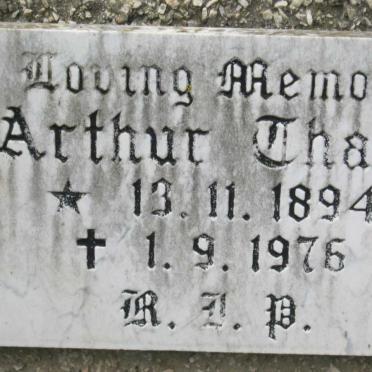 Loving Memo
Arthur Tha
★ 13. 11. 1894
✝ 1. 9. 1976
R. I. P.